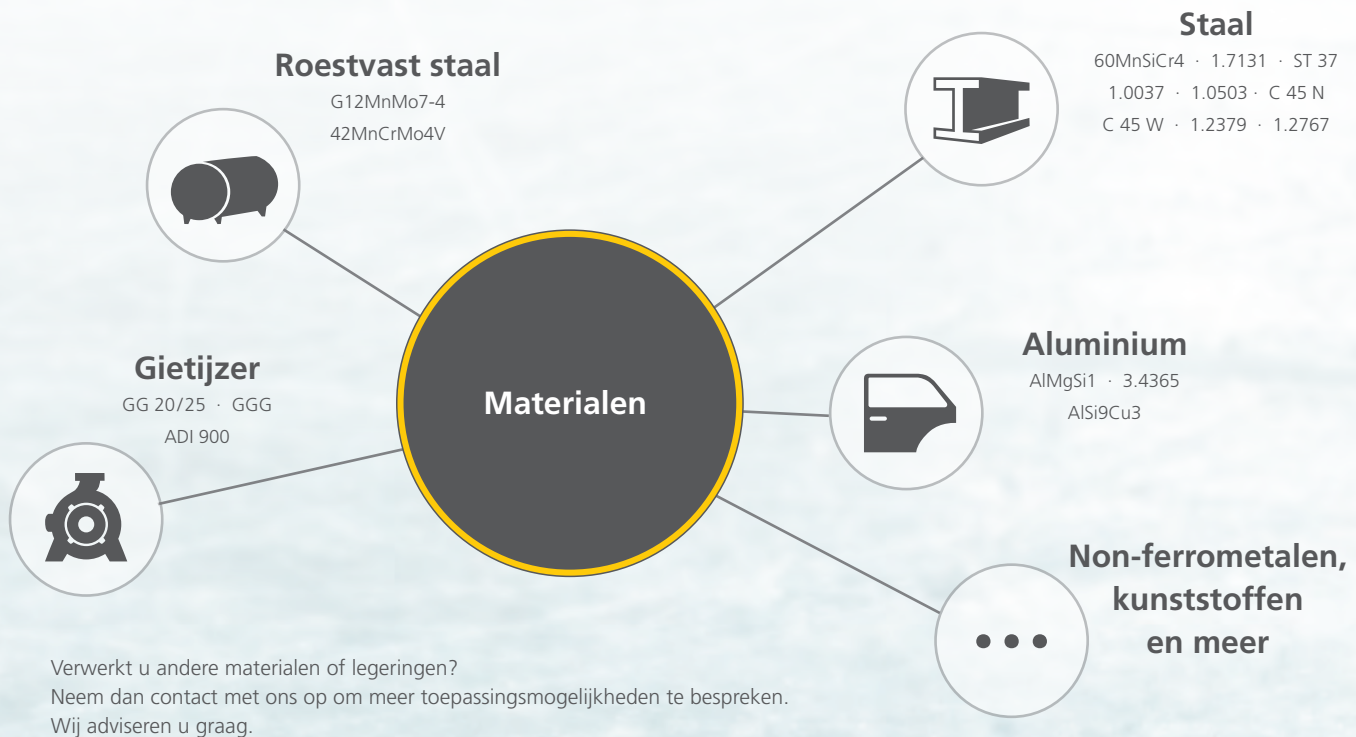 Staal
60MnSiCr4 · 1.7131 · ST 37
1.0037 · 1.0503 · C 45 N
C 45 W · 1.2379 · 1.2767
Roestvast staal
G12MnMo7-4
42MnCrMo4V
Aluminium
AlMgSi1 · 3.4365
AlSi9Cu3
Gietijzer
GG 20/25 · GGG
ADI 900
Materialen
Non-ferrometalen,
kunststoffen
en meer
Verwerkt u andere materialen of legeringen?
Neem dan contact met ons op om meer toepassingsmogelijkheden te bespreken.
Wij adviseren u graag.